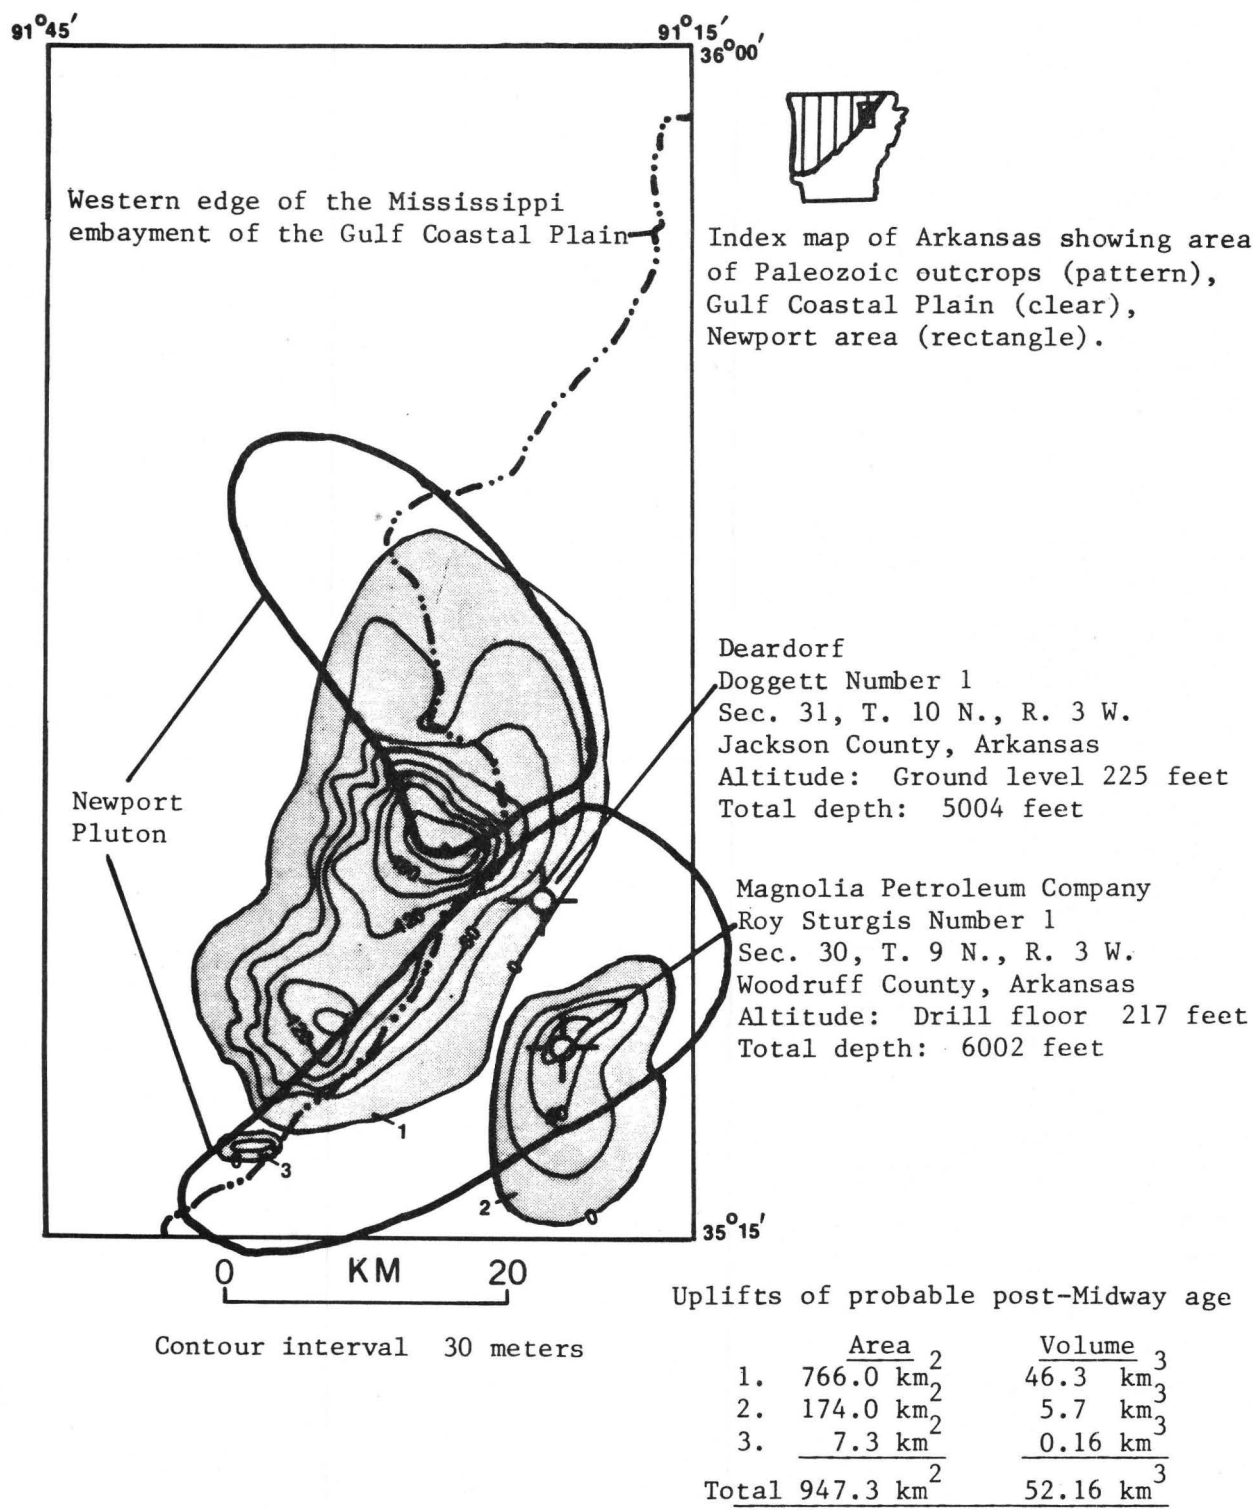 91°45′
91°15′
36°00′
Western edge of the Mississippi
embayment of the Gulf Coastal Plain
Index map of Arkansas showing area
of Paleozoic outcrops (pattern),
Gulf Coastal Plain (clear),
Newport area (rectangle).
Deardorf
Doggett Number 1
Sec. 31, T. 10 N., R. 3 W.
Jackson County, Arkansas
Altitude: Ground level 225 feet
Total depth: 5004 feet
Newport
Pluton
Magnolia Petroleum Company
Roy Sturgis Number 1
Sec. 30, T. 9 N., R. 3 W.
Woodruff County, Arkansas
Altitude: Drill floor 217 feet
Total depth: 6002 feet
120
60
0
120
1
0
3
2
0
35°15′
0 KM 20
Contour interval 30 meters
Uplifts of probable post-Midway age
Area Volume
1. 766.0 km² 46.3 km³
2. 174.0 km² 5.7 km³
3. 7.3 km² 0.16 km³
Total 947.3 km² 52.16 km³